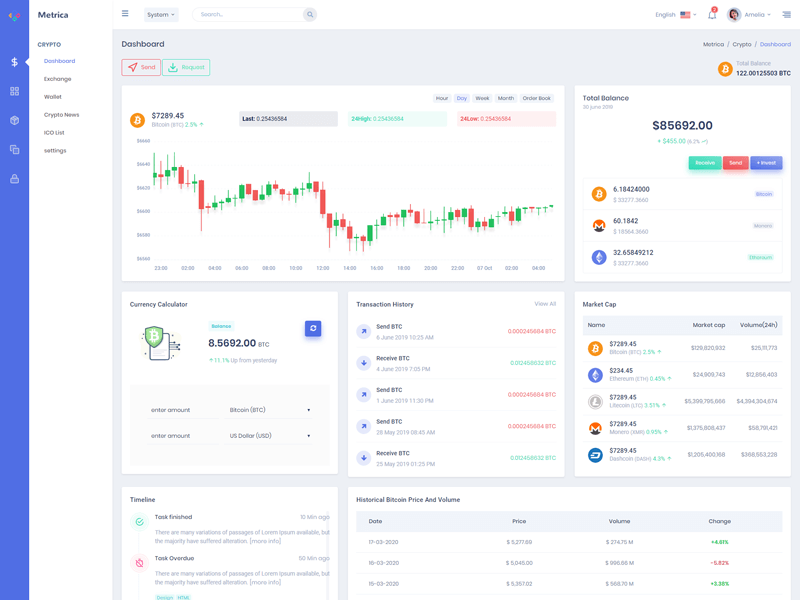 Metrica
System
Search...
English
2
Amelia
CRYPTO
Dashboard
Exchange
Wallet
Crypto News
ICO List
settings
Dashboard
Metrica / Crypto / Dashboard
Send
Request
Total Balance
122.00125503 BTC
Hour Day Week Month Order Book
$7289.45
Bitcoin (BTC) 2.5%
Last: 0.25436584
24High: 0.25436584
24Low: 0.25436584
$6660
$6640
$6620
$6600
$6580
$6560
23:00 02:00 04:00 06:00 08:00 10:00 12:00 14:00 16:00 18:00 20:00 22:00 07 Oct 02:00 04:00
Total Balance
20 june 2019
$85692.00
+ $455.00
Receive
Send
+ Invest
6.18424000
$ 33277.3660
Bitcoin
60.1842
$ 18564.3660
Monero
32.65849212
$ 33277.3660
Ethereum
Currency Calculator
Balance
8.5692.00 BTC
11.1% Up from yesterday
enter amount
Bitcoin (BTC)
enter amount
US Dollar (USD)
Transaction History
View All
Send BTC
6 June 2019 10:25 AM
0.000245684 BTC
Receive BTC
4 June 2019 7:05 PM
0.012456832 BTC
Send BTC
1 June 2019 11:30 PM
0.000245684 BTC
Send BTC
28 May 2019 08:45 AM
0.000245684 BTC
Receive BTC
25 May 2019 01:25 PM
0.012456832 BTC
Market Cap
Name Market cap Volume(24h)
$7289.45
Bitcoin (BTC) 2.5%
$129,820,932
$25,111,773
$234.45
Ethereum (ETH) 0.45%
$24,909,743
$12,856,403
$7289.45
Litecoin (LTC) 3.51%
$5,399,795,666
$4,394,304,674
$7289.45
Monero (XMR) 0.95%
$58,791,421
$7289.45
Dashcoin (DASH) 4.3%
$1,205,400,168
$368,553,228
Timeline
Task finished
10 Min ago
There are many variations of passages of Lorem Ipsum available, but
the majority have suffered alteration. [more info]
Task Overdue
50 Min ago
There are many variations of passages of Lorem Ipsum available, but
the majority have suffered alteration. [more info]
Design HTML
Historical Bitcoin Price And Volume
Date Price Volume Change
17-03-2020 $ 5,277.69 $ 274.75 M +4.61%
16-03-2020 $ 5,045.00 $ 995.68 M -5.82%
15-03-2020 $ 5,357.02 $ 568.70 M +3.38%